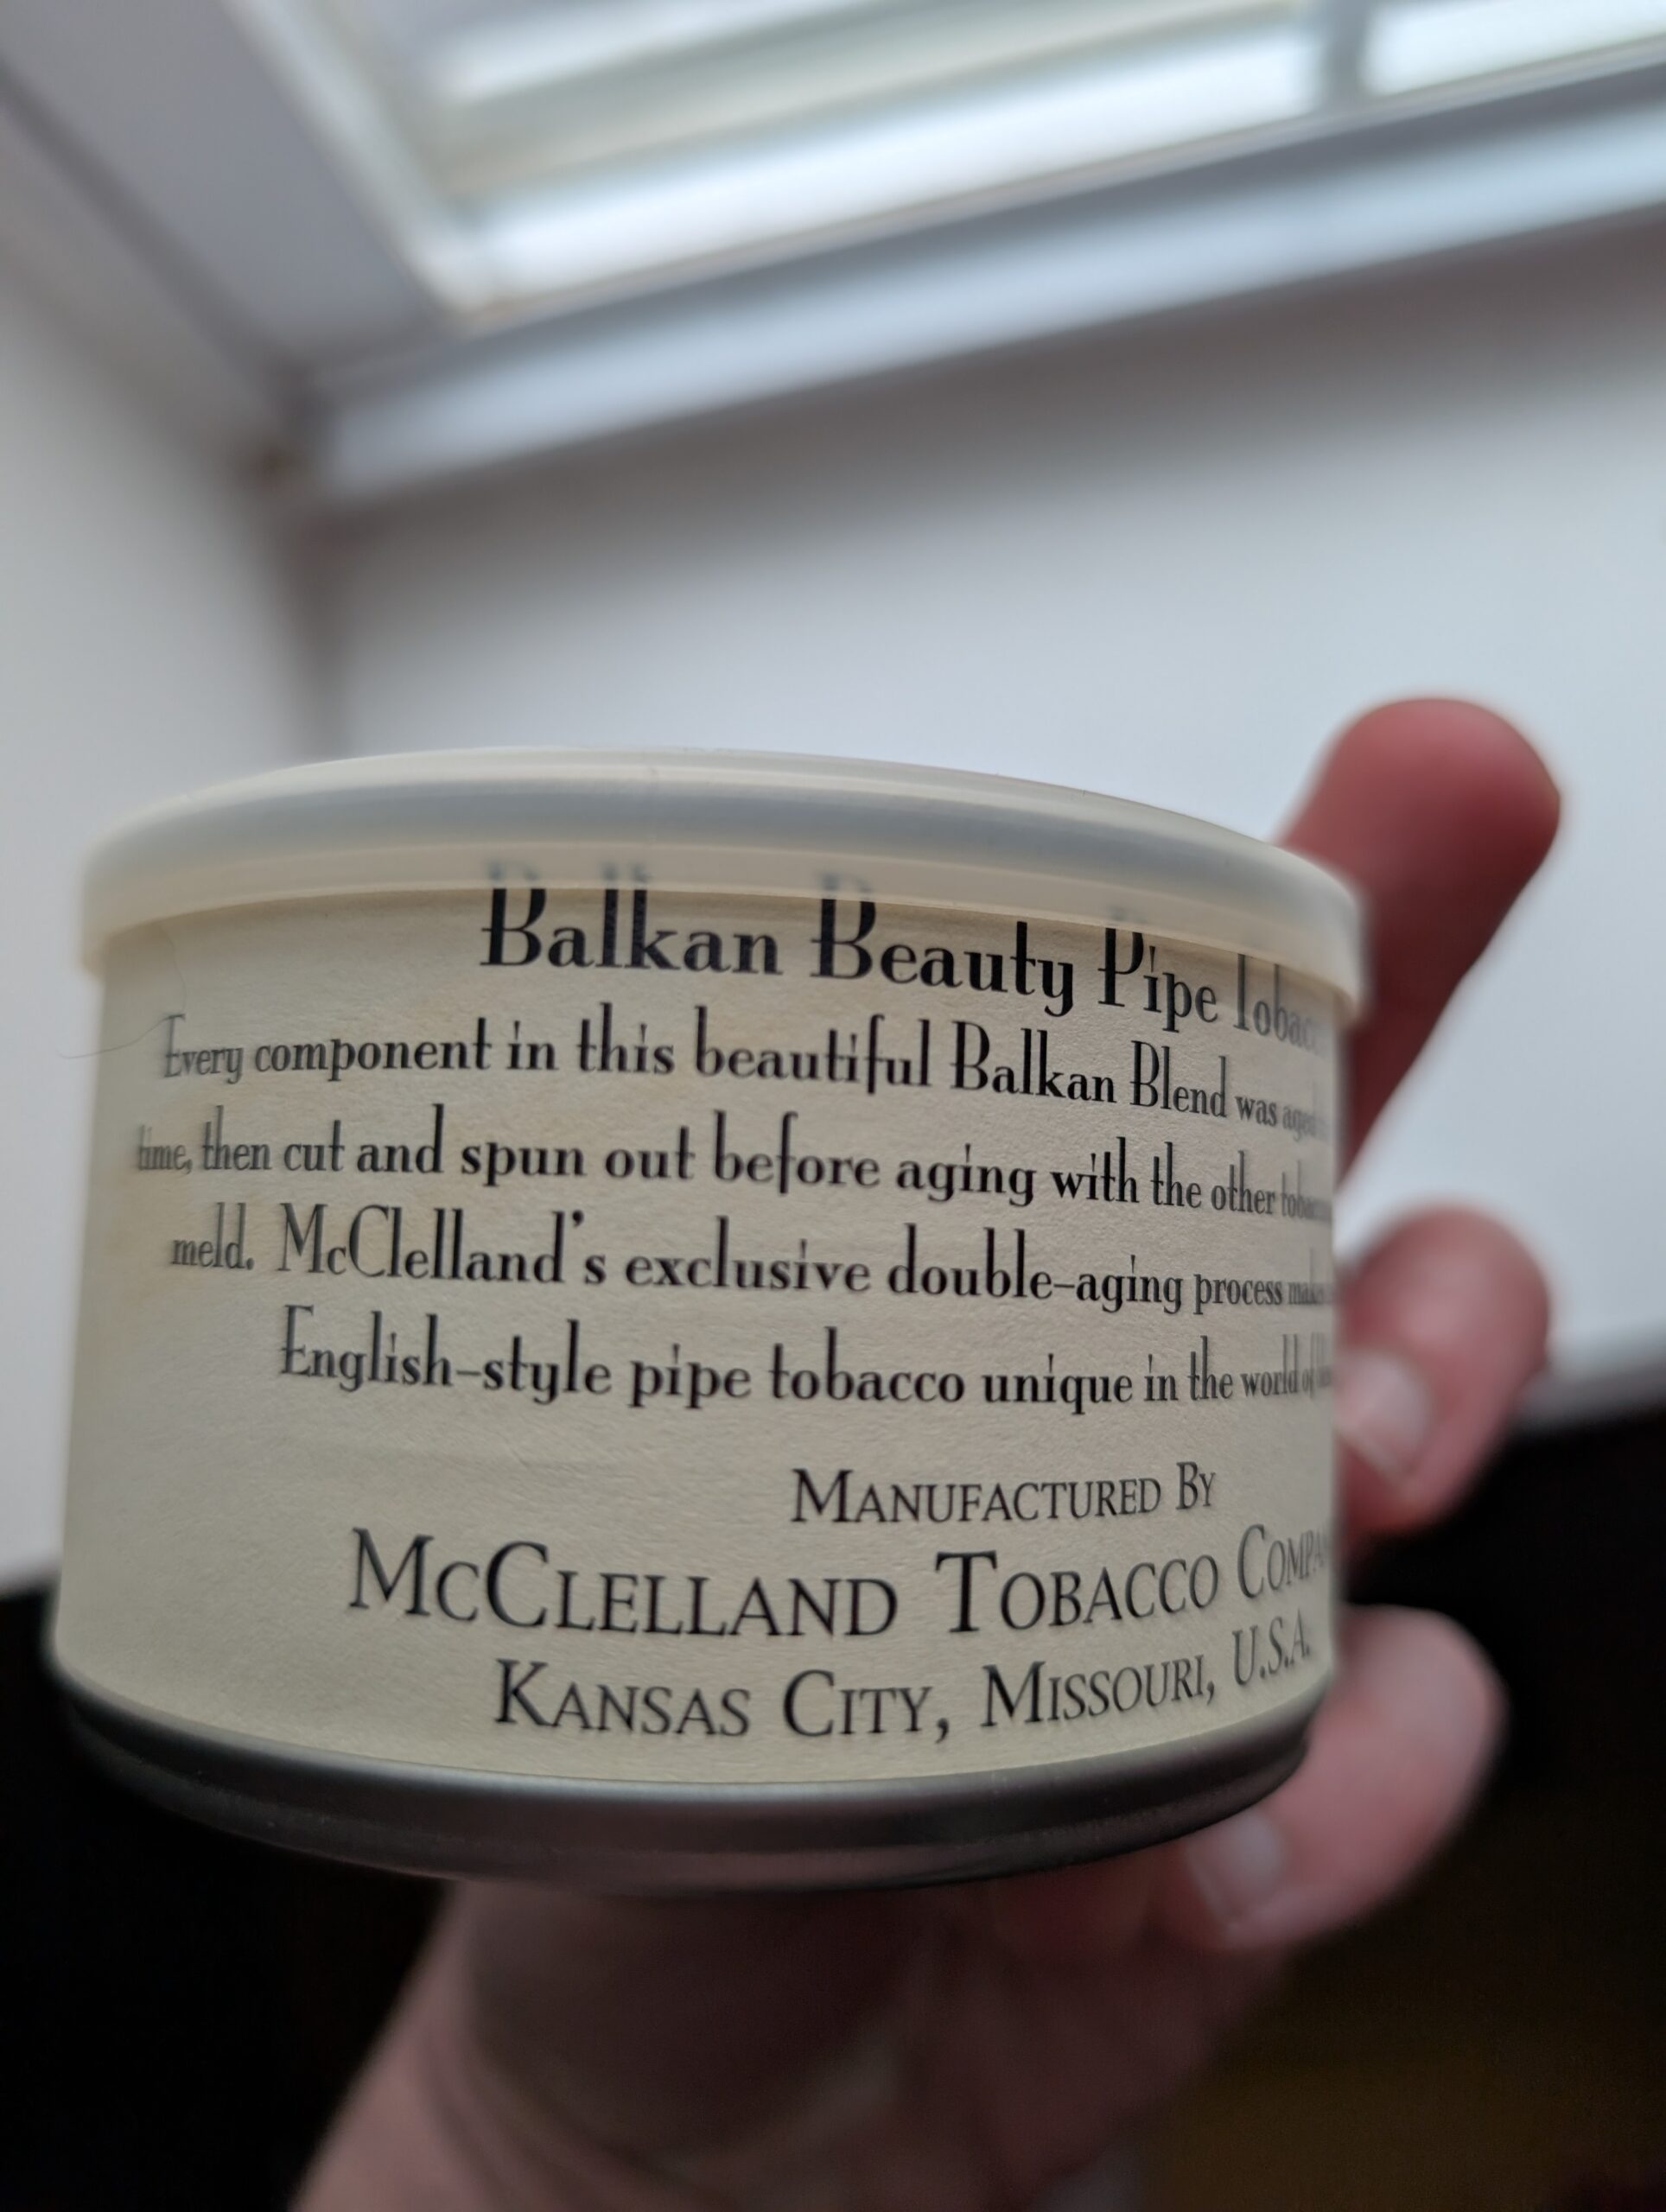 Balkan Beauty Pipe
Every component in this beautiful Balkan Blend was
time, then cut and spun out before aging with the other
meld. McClelland's exclusive double-aging process
English-style pipe tobacco unique in the world of
MANUFACTURED BY
MCCLELLAND TOBACCO
KANSAS CITY, MISSOURI, U.S.A.